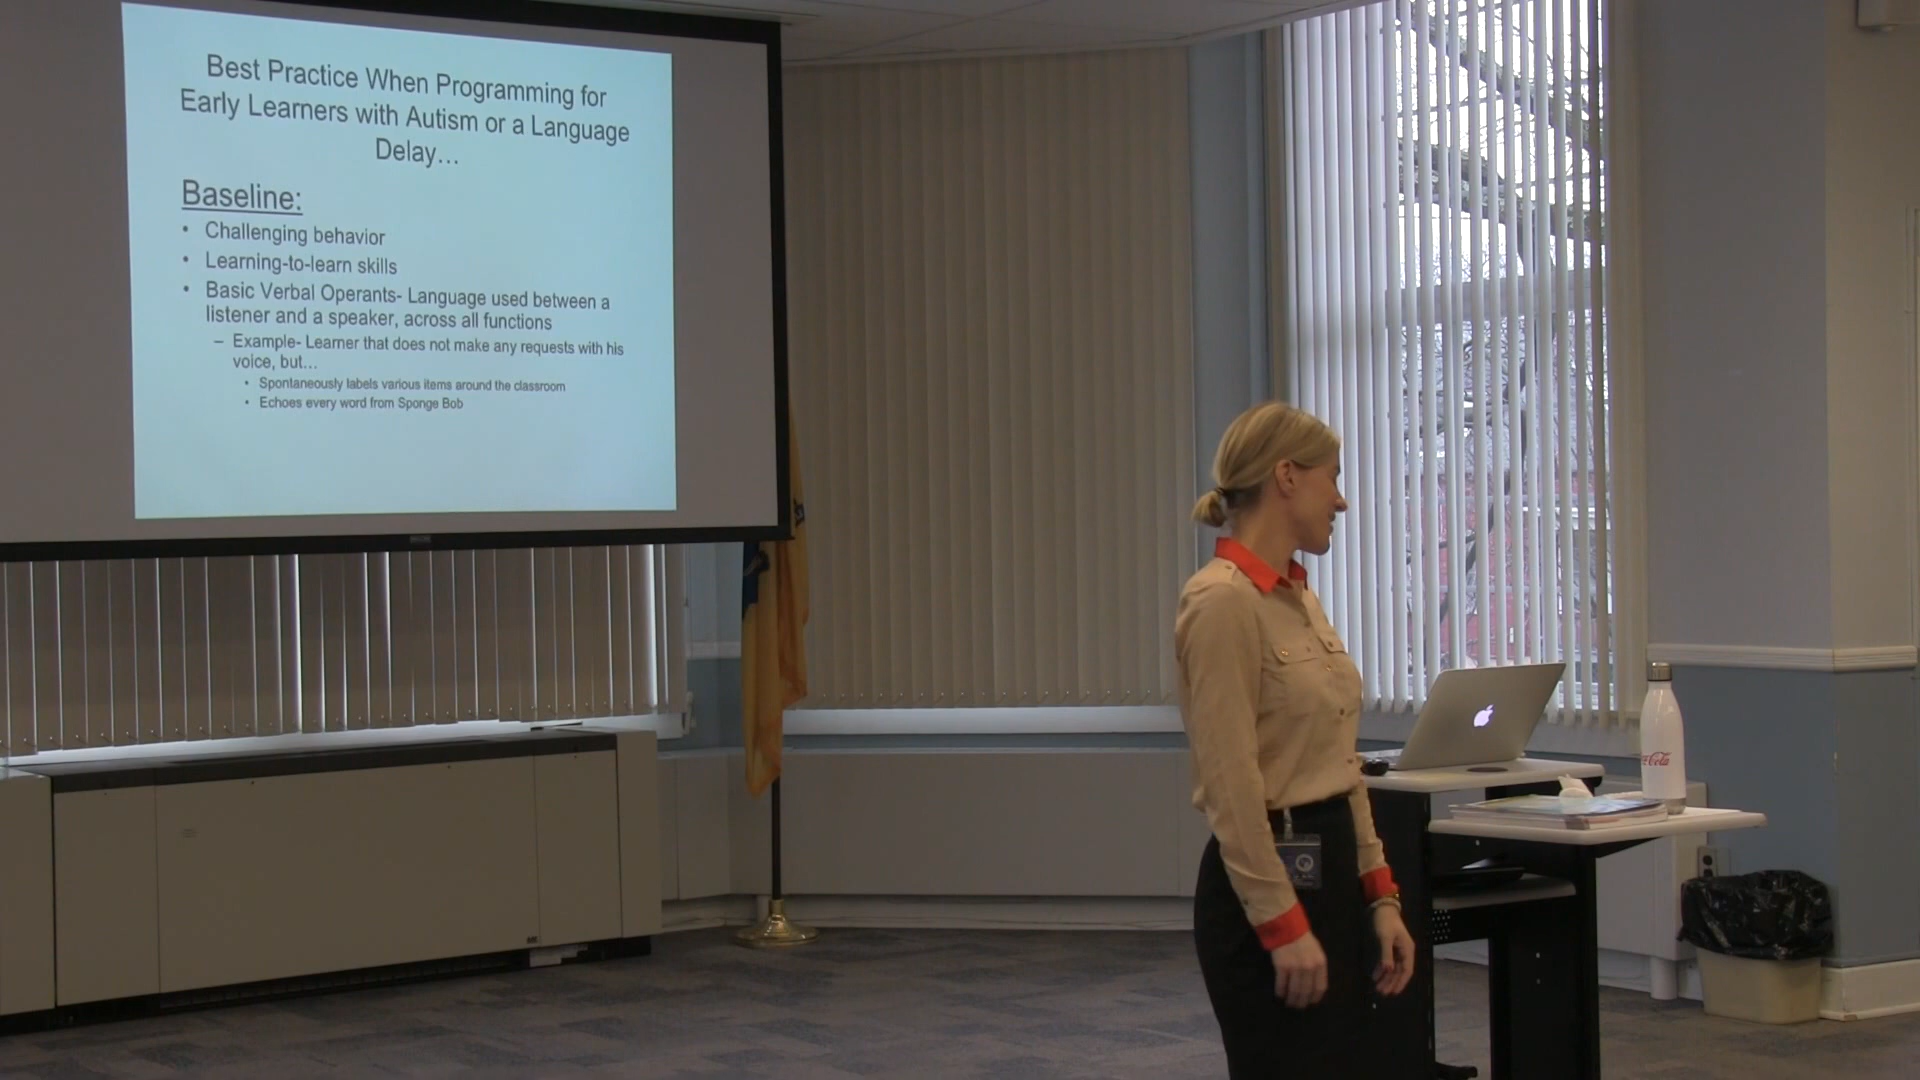 Best Practice When Programming for
Early Learners with Autism or a Language
Delay...
Baseline:
• Challenging behavior
• Learning-to-learn skills
• Basic Verbal Operants- Language used between a
listener and a speaker, across all functions
– Example- Learner that does not make any requests with his
voice, but...
• Spontaneously labels various items around the classroom
• Echoes every word from Sponge Bob
Cola